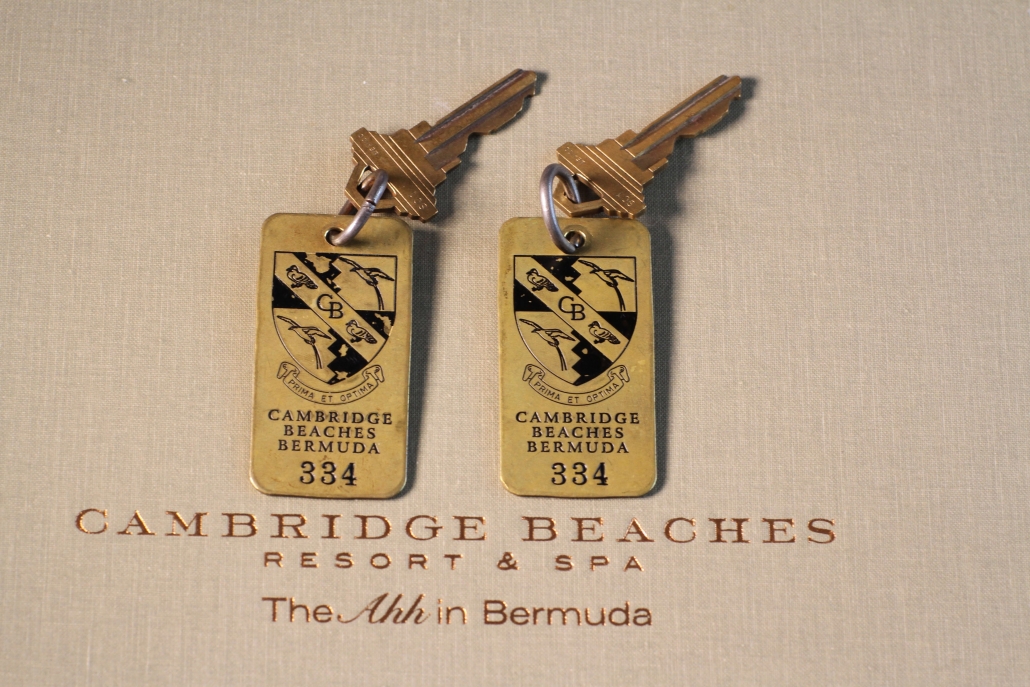 CB
PRIMA ET OPTIMA
CAMBRIDGE
BEACHES
BERMUDA
334
CB
PRIMA ET OPTIMA
CAMBRIDGE
BEACHES
BERMUDA
334
CAMBRIDGE BEACHES
RESORT & SPA
The Ahh in Bermuda